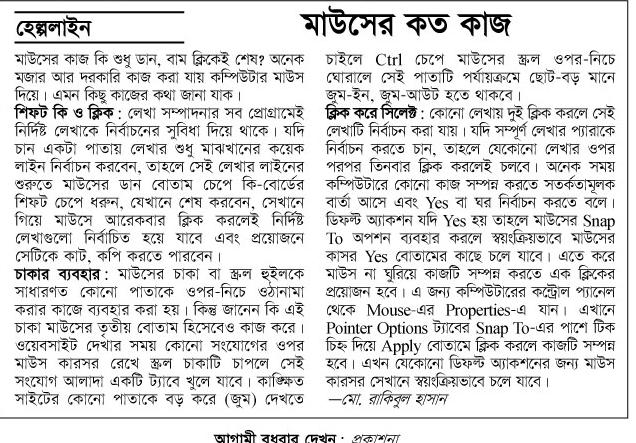 হেল্পলাইন
মাউসের কত কাজ
মাউসের কাজ কি শুধু ডান, বাম ক্লিকেই শেষ? অনেক
মজার আর দরকারি কাজ করা যায় কম্পিউটার মাউস
দিয়ে। এমন কিছু কাজের কথা জানা যাক।
শিফট কি ও ক্লিক : লেখা সম্পাদনার সব প্রোগ্রামেই
নির্দিষ্ট লেখাকে নির্বাচনের সুবিধা দিয়ে থাকে। যদি
চান একটা পাতায় লেখার শুধু মাঝখানের কয়েক
লাইন নির্বাচন করবেন, তাহলে সেই লেখার লাইনের
শুরুতে মাউসের ডান বোতাম চেপে কি-বোর্ডের
শিফট চেপে ধরুন, যেখানে শেষ করবেন, সেখানে
গিয়ে মাউসে আরেকবার ক্লিক করলেই নির্দিষ্ট
লেখাগুলো নির্বাচিত হয়ে যাবে এবং প্রয়োজনে
সেটিকে কাট, কপি করতে পারবেন।
চাকার ব্যবহার : মাউসের চাকা বা স্ক্রল হুইলকে
সাধারণত কোনো পাতাকে ওপর-নিচে ওঠানামা
করার কাজে ব্যবহার করা হয়। কিন্তু জানেন কি এই
চাকা মাউসের তৃতীয় বোতাম হিসেবেও কাজ করে।
ওয়েবসাইট দেখার সময় কোনো সংযোগের ওপর
মাউস কারসর রেখে স্ক্রল চাকাটি চাপলে সেই
সংযোগ আলাদা একটি ট্যাবে খুলে যাবে। কাঙ্ক্ষিত
সাইটের কোনো পাতাকে বড় করে (জুম) দেখতে
চাইলে Ctrl চেপে মাউসের স্ক্রল ওপর-নিচে
ঘোরালে সেই পাতাটি পর্যায়ক্রমে ছোট-বড় মানে
জুম-ইন, জুম-আউট হতে থাকবে।
ক্লিক করে সিলেক্ট : কোনো লেখায় দুই ক্লিক করলে সেই
লেখাটি নির্বাচন করা যায়। যদি সম্পূর্ণ লেখার প্যারাকে
নির্বাচন করতে চান, তাহলে যেকোনো লেখার ওপর
পরপর তিনবার ক্লিক করলেই চলবে। অনেক সময়
কম্পিউটারে কোনো কাজ সম্পন্ন করতে সতর্কতামূলক
বার্তা আসে এবং Yes বা ঘর নির্বাচন করতে বলে।
ডিফল্ট অ্যাকশন যদি Yes হয় তাহলে মাউসের Snap
To অপশন ব্যবহার করলে স্বয়ংক্রিয়ভাবে মাউসের
কাসর Yes বোতামের কাছে চলে যাবে। এতে করে
মাউস না ঘুরিয়ে কাজটি সম্পন্ন করতে এক ক্লিকের
প্রয়োজন হবে। এ জন্য কম্পিউটারের কন্ট্রোল প্যানেল
থেকে Mouse-এর Properties-এ যান। এখানে
Pointer Options ট্যাবের Snap To-এর পাশে টিক
চিহ্ন দিয়ে Apply বোতামে ক্লিক করলে কাজটি সম্পন্ন
হবে। এখন যেকোনো ডিফল্ট অ্যাকশনের জন্য মাউস
কারসর সেখানে স্বয়ংক্রিয়ভাবে চলে যাবে।
—মো. রাকিবুল হাসান
আগামী বুধবার দেখুন : প্রকাশনা